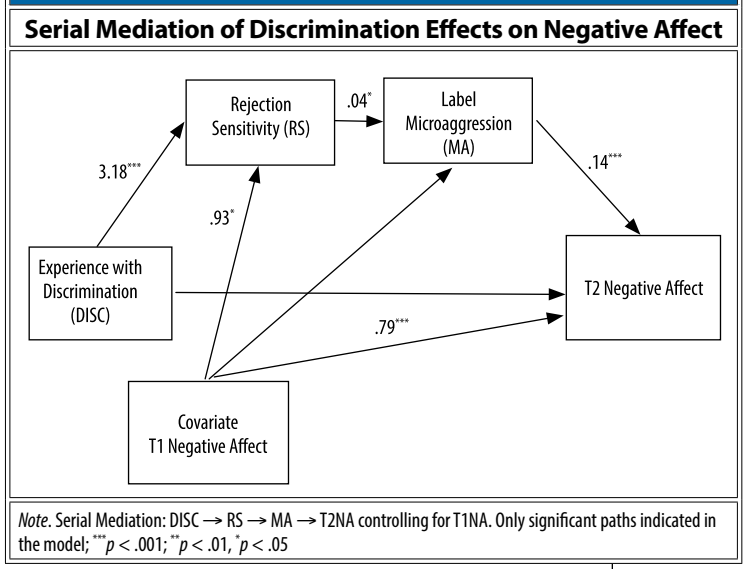 Serial Mediation of Discrimination Effects on Negative Affect
Rejection
Sensitivity (RS)
.04*
Label
Microaggression
(MA)
3.18***
.14***
.93*
Experience with
Discrimination
(DISC)
T2 Negative Affect
.79***
Covariate
T1 Negative Affect
Note. Serial Mediation: DISC → RS → MA → T2NA controlling for T1NA. Only significant paths indicated in
the model; ***p < .001; **p < .01, *p < .05